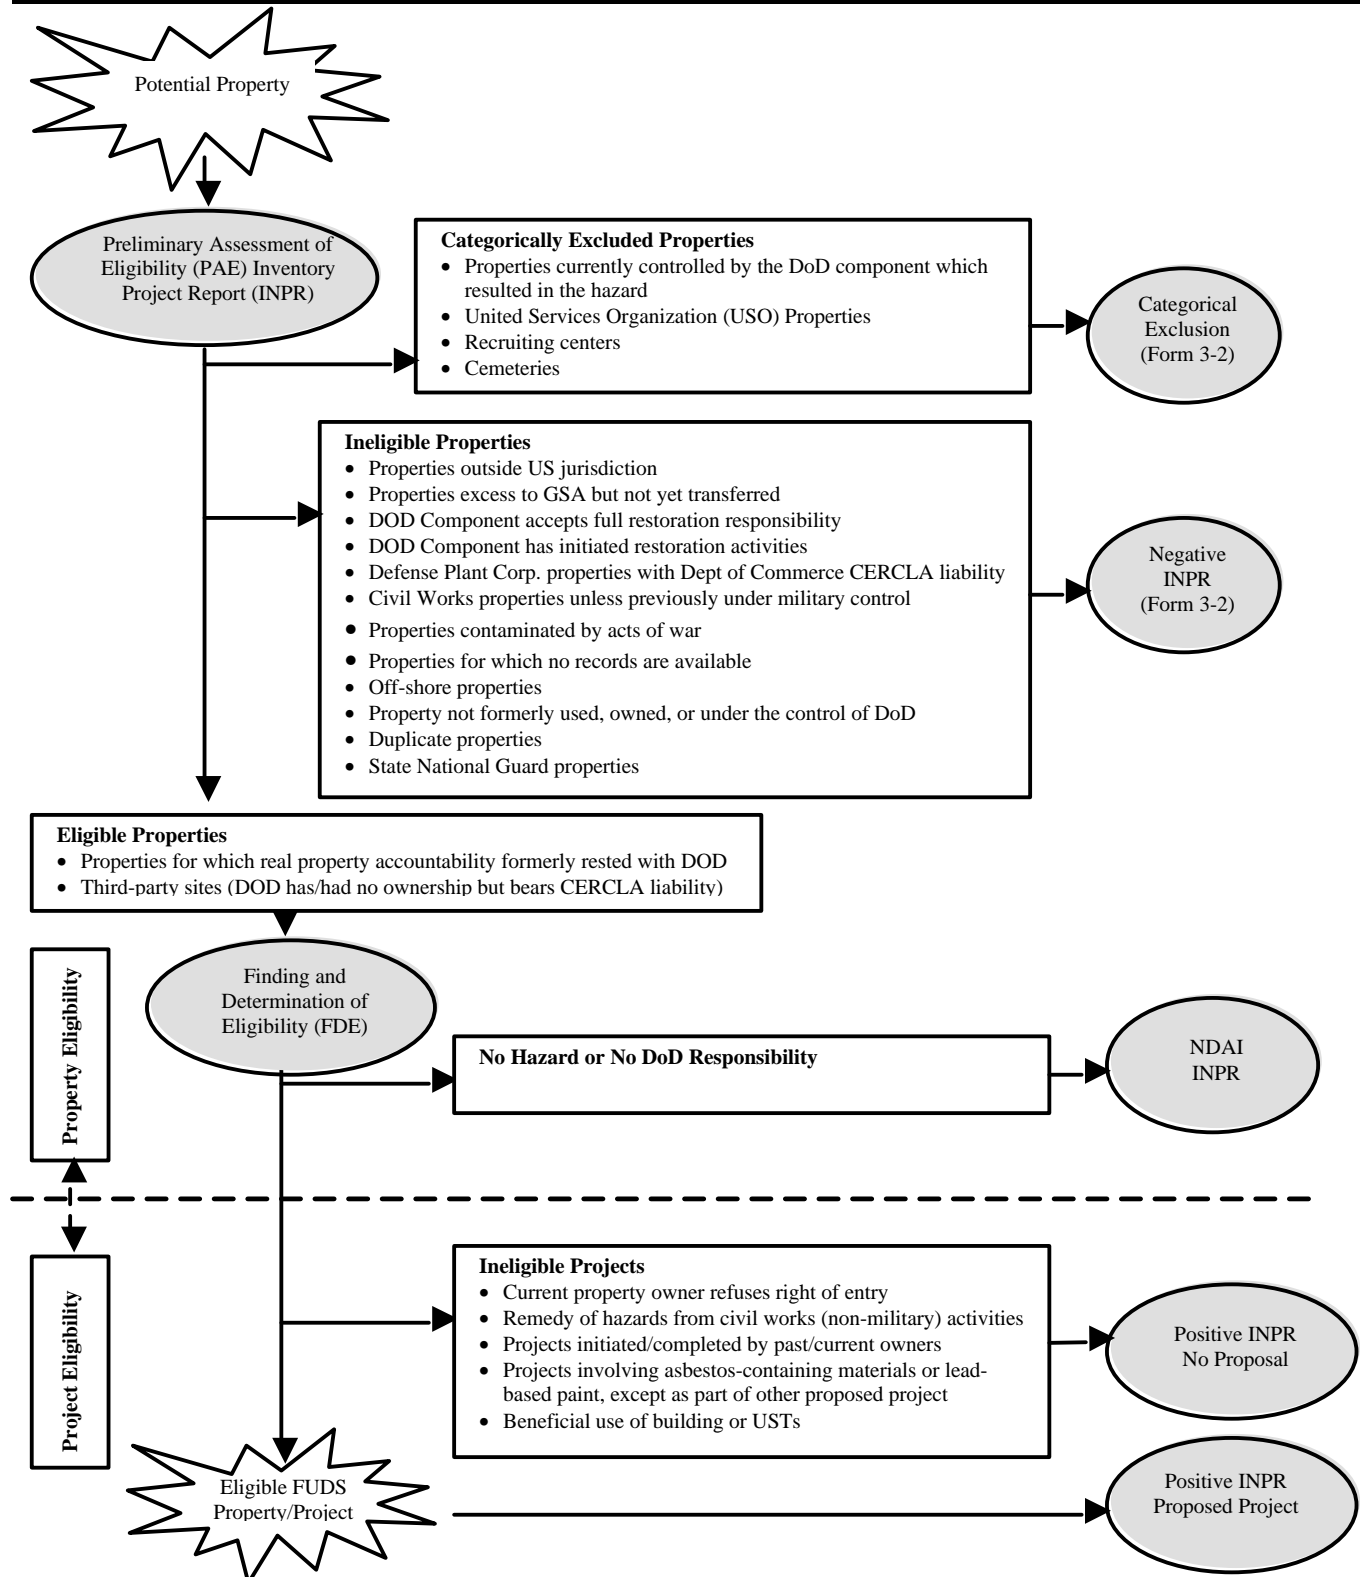 Potential Property
Preliminary Assessment of
Eligibility (PAE) Inventory
Project Report (INPR)
Categorically Excluded Properties
• Properties currently controlled by the DoD component which
resulted in the hazard
• United Services Organization (USO) Properties
• Recruiting centers
• Cemeteries
Categorical
Exclusion
(Form 3-2)
Ineligible Properties
• Properties outside US jurisdiction
• Properties excess to GSA but not yet transferred
• DOD Component accepts full restoration responsibility
• DOD Component has initiated restoration activities
• Defense Plant Corp. properties with Dept of Commerce CERCLA liability
• Civil Works properties unless previously under military control
• Properties contaminated by acts of war
• Properties for which no records are available
• Off-shore properties
• Property not formerly used, owned, or under the control of DoD
• Duplicate properties
• State National Guard properties
Negative
INPR
(Form 3-2)
Eligible Properties
• Properties for which real property accountability formerly rested with DOD
• Third-party sites (DOD has/had no ownership but bears CERCLA liability)
Property Eligibility
Finding and
Determination of
Eligibility (FDE)
No Hazard or No DoD Responsibility
NDAI
INPR
Project Eligibility
Ineligible Projects
• Current property owner refuses right of entry
• Remedy of hazards from civil works (non-military) activities
• Projects initiated/completed by past/current owners
• Projects involving asbestos-containing materials or lead-
based paint, except as part of other proposed project
• Beneficial use of building or USTs
Positive INPR
No Proposal
Eligible FUDS
Property/Project
Positive INPR
Proposed Project